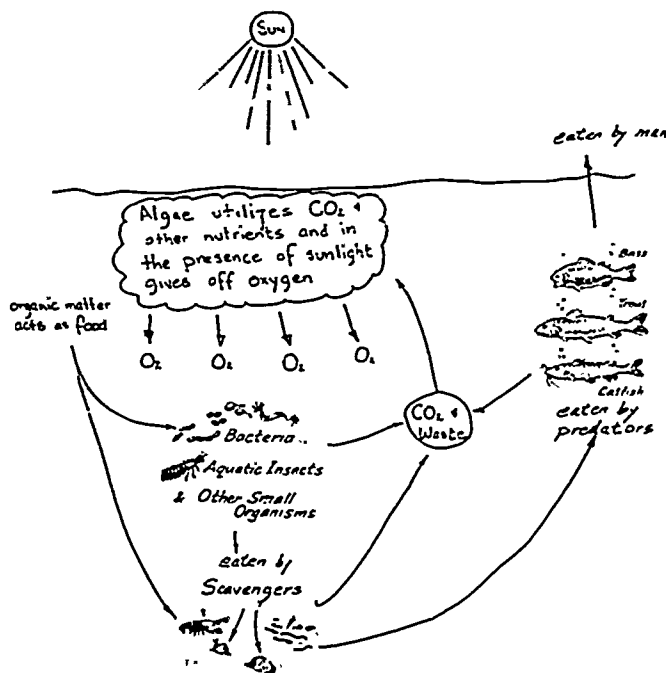 SUN
eaten by man
Algae utilizes CO₂ &
other nutrients and in
the presence of sunlight
gives off oxygen
organic matter
acts as food
O₂ O₂ O₂ O₂
Bass
Trout
Catfish
eaten by
predators
CO₂ &
Waste
Bacteria
Aquatic Insects
& Other Small
Organisms
eaten by
Scavengers